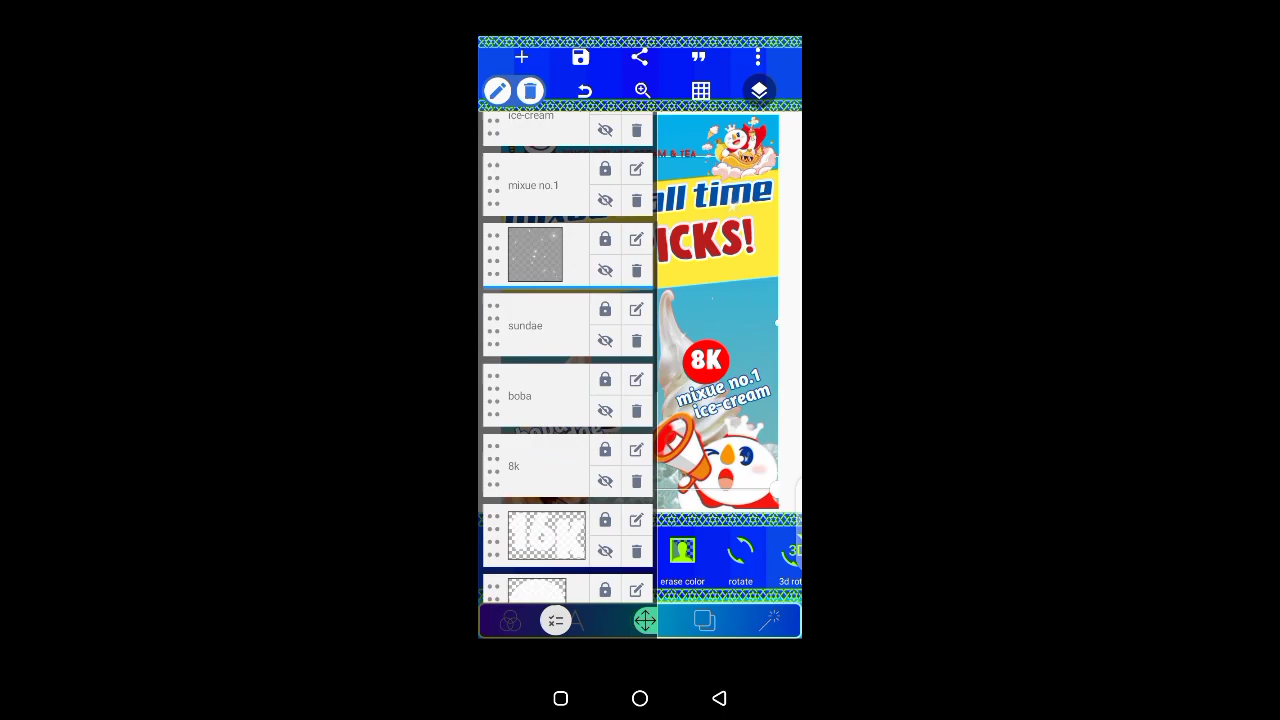 ice-cream
mixue no.1
sundae
boba
8k
& TEA
all time
ICKS!
8K
mixue no.1
ice-cream
erase color
rotate
3d rot